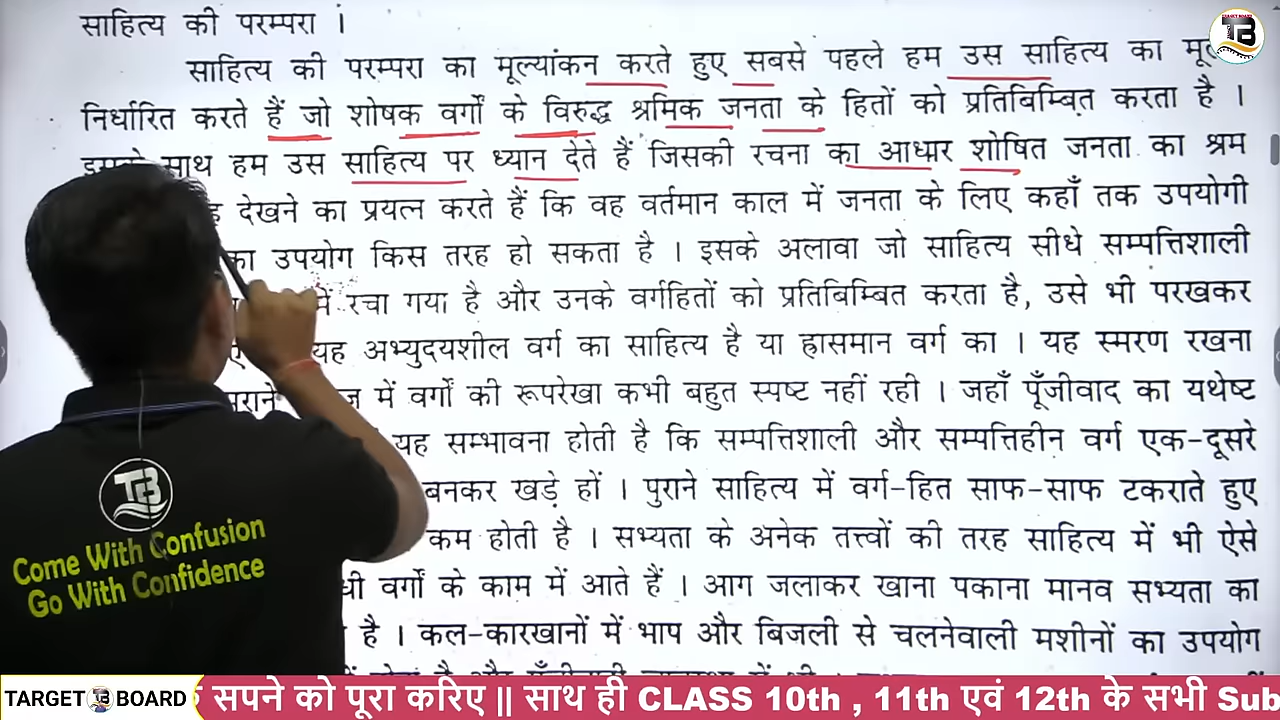 साहित्य की परम्परा ।
साहित्य की परम्परा का मूल्यांकन करते हुए सबसे पहले हम उस साहित्य का
निर्धारित करते हैं जो शोषक वर्गों के विरुद्ध श्रमिक जनता के हितों को प्रतिबिम्बित करता है ।
साथ हम उस साहित्य पर ध्यान देते हैं जिसकी रचना का आधार शोषित जनता का श्रम
देखने का प्रयत्न करते हैं कि वह वर्तमान काल में जनता के लिए कहाँ तक उपयोगी
का उपयोग किस तरह हो सकता है । इसके अलावा जो साहित्य सीधे सम्पत्तिशाली
में रचा गया है और उनके वर्गहितों को प्रतिबिम्बित करता है, उसे भी परखकर
यह अभ्युदयशील वर्ग का साहित्य है या ह्रासमान वर्ग का । यह स्मरण रखना
में वर्गों की रूपरेखा कभी बहुत स्पष्ट नहीं रही । जहाँ पूँजीवाद का यथेष्ट
यह सम्भावना होती है कि सम्पत्तिशाली और सम्पत्तिहीन वर्ग एक-दूसरे
बनकर खड़े हों । पुराने साहित्य में वर्ग-हित साफ-साफ टकराते हुए
कम होती है । सभ्यता के अनेक तत्त्वों की तरह साहित्य में भी ऐसे
वर्गों के काम में आते हैं । आग जलाकर खाना पकाना मानव सभ्यता का
है । कल-कारखानों में भाप और बिजली से चलनेवाली मशीनों का उपयोग
TARGET BOARD
TB
TB
Come With Confusion
Go With Confidence
TARGET TB BOARD
सपने को पूरा करिए || साथ ही CLASS 10th , 11th एवं 12th के सभी Sub